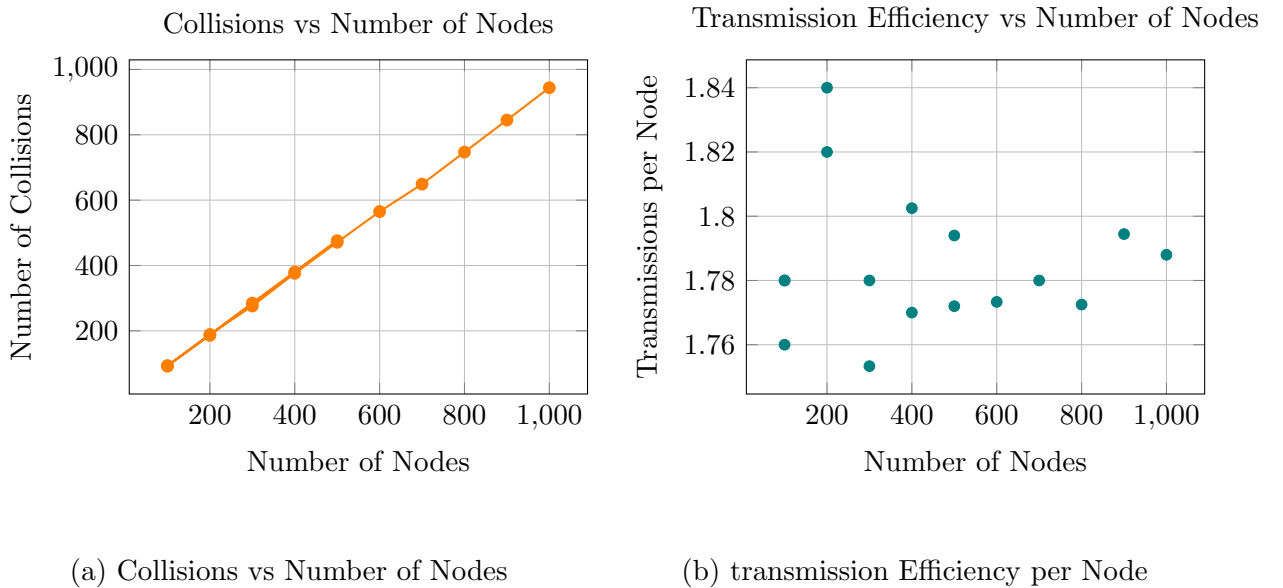 Collisions vs Number of Nodes
1,000
800
600
400
200
200 400 600 800 1,000
Number of Collisions
Number of Nodes
(a) Collisions vs Number of Nodes
Transmission Efficiency vs Number of Nodes
1.84
1.82
1.8
1.78
1.76
200 400 600 800 1,000
Transmissions per Node
Number of Nodes
(b) transmission Efficiency per Node